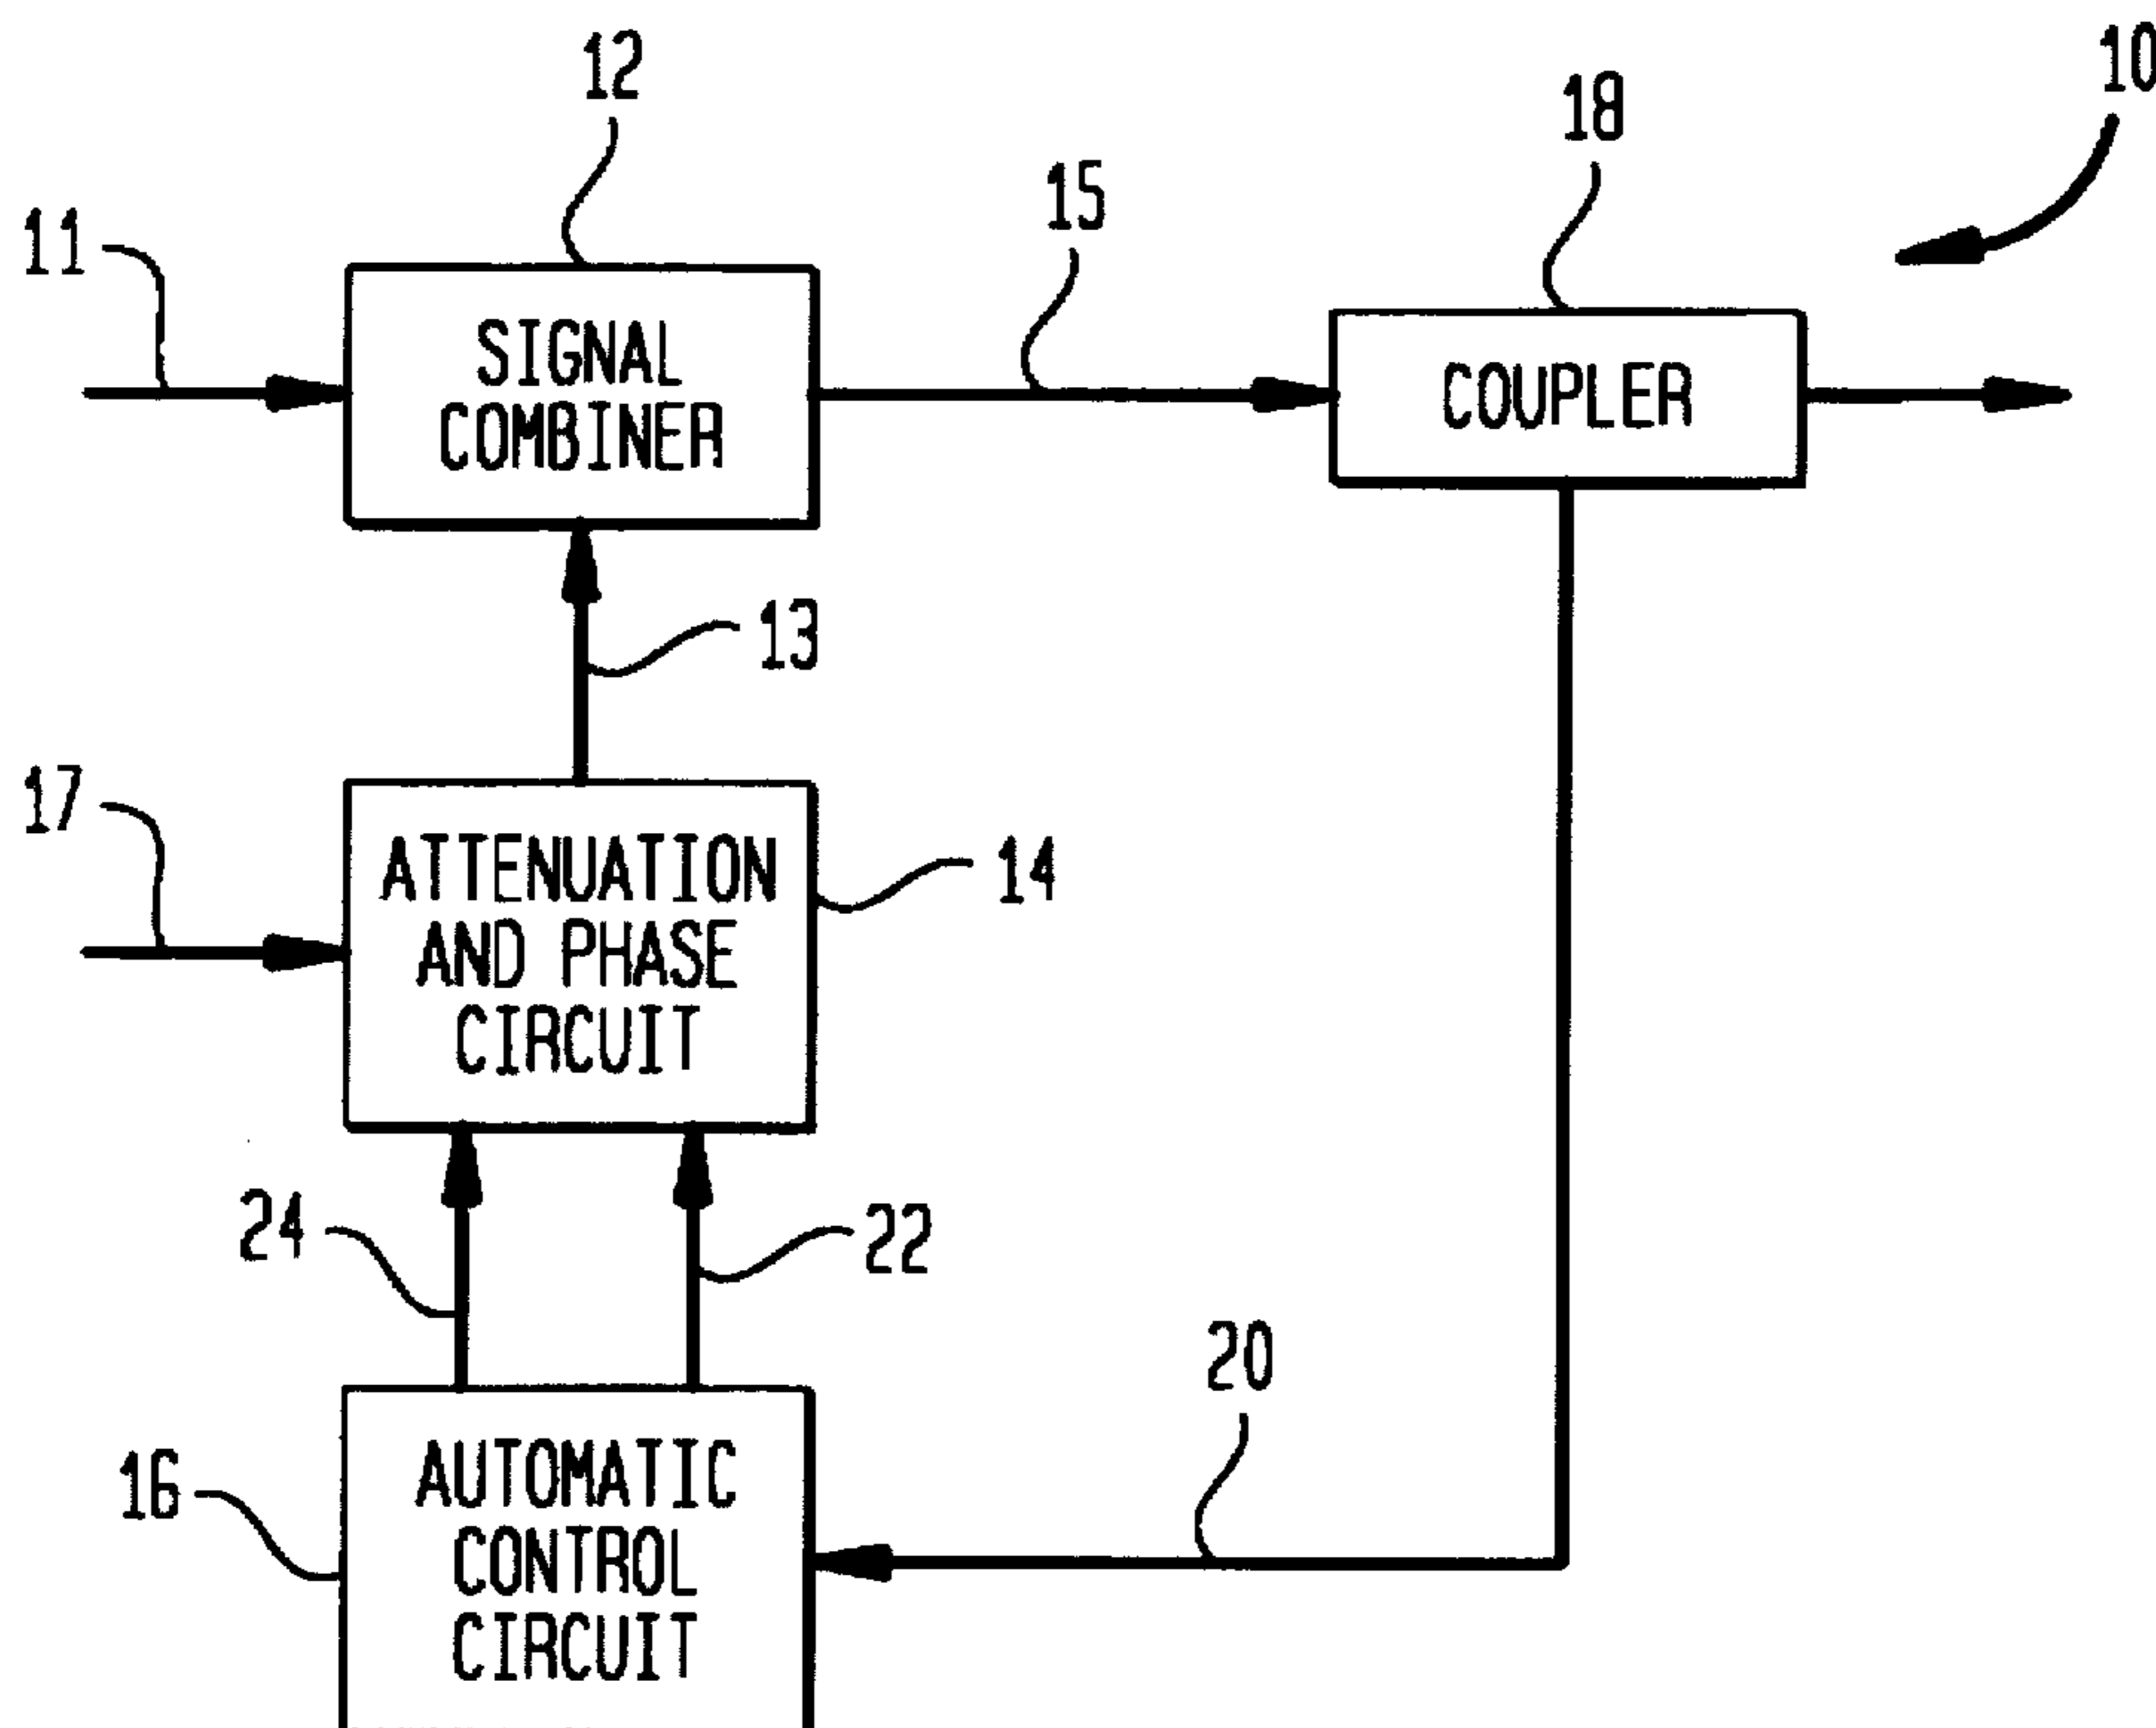 12
10
18
15
11
SIGNAL
COMBINER
COUPLER
13
17
ATTENUATION
AND PHASE
CIRCUIT
14
24
22
20
16
AUTOMATIC
CONTROL
CIRCUIT